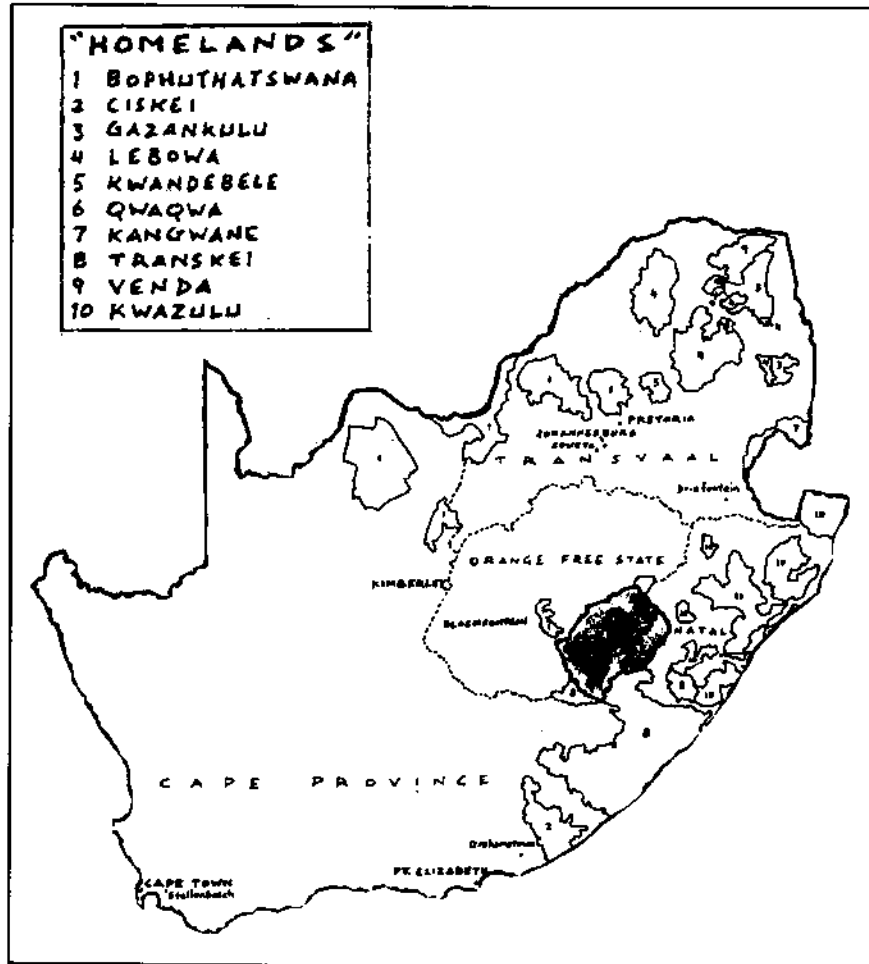 "HOMELANDS"
1 BOPHUTHATSWANA
2 CISKEI
3 GAZANKULU
4 LEBOWA
5 KWANDEBELE
6 QWAQWA
7 KANGWANE
8 TRANSKEI
9 VENDA
10 KWAZULU
PRETORIA
JOHANNESBURG
SOWETO
TRANSVAAL
Driefontein
ORANGE FREE STATE
KIMBERLEY
BLOEMFONTEIN
NATAL
CAPE PROVINCE
Grahamstown
PT. ELIZABETH
CAPE TOWN
Stellenbosch